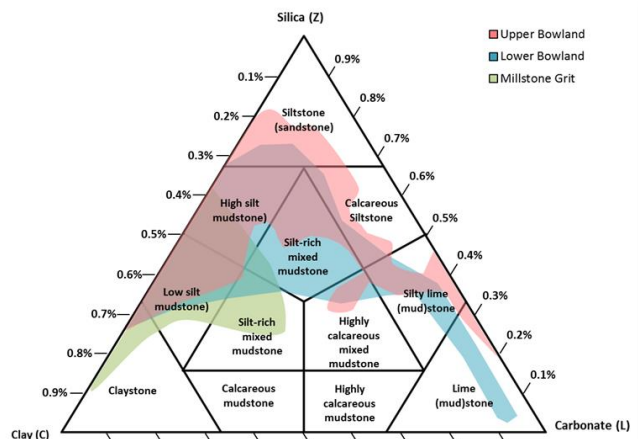 Silica (Z)
Upper Bowland
Lower Bowland
Millstone Grit
0.1%
0.2%
0.3%
0.4%
0.5%
0.6%
0.7%
0.8%
0.9%
0.9%
0.8%
0.7%
0.6%
0.5%
0.4%
0.3%
0.2%
0.1%
Siltstone
(sandstone)
High silt
mudstone)
Calcareous
Siltstone
Silt-rich
mixed
mudstone
Low silt
mudstone)
Silty lime
(mud)stone
Silt-rich
mixed
mudstone
Highly
calcareous
mixed
mudstone
Claystone
Calcareous
mudstone
Highly
calcareous
mudstone
Lime
(mud)stone
Clay (C)
Carbonate (L)